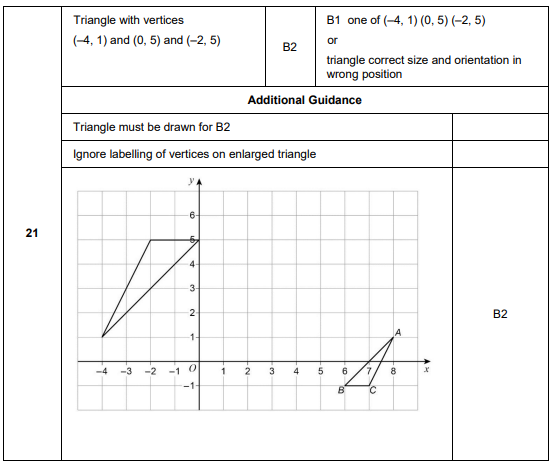 21
Triangle with vertices
(–4, 1) and (0, 5) and (–2, 5)
B2
B1 one of (–4, 1) (0, 5) (–2, 5)
or
triangle correct size and orientation in
wrong position
Additional Guidance
Triangle must be drawn for B2
Ignore labelling of vertices on enlarged triangle
y
6
5
4
3
2
1
A
–4 –3 –2 –1 O 1 2 3 4 5 6 7 8 x
–1
B C
B2